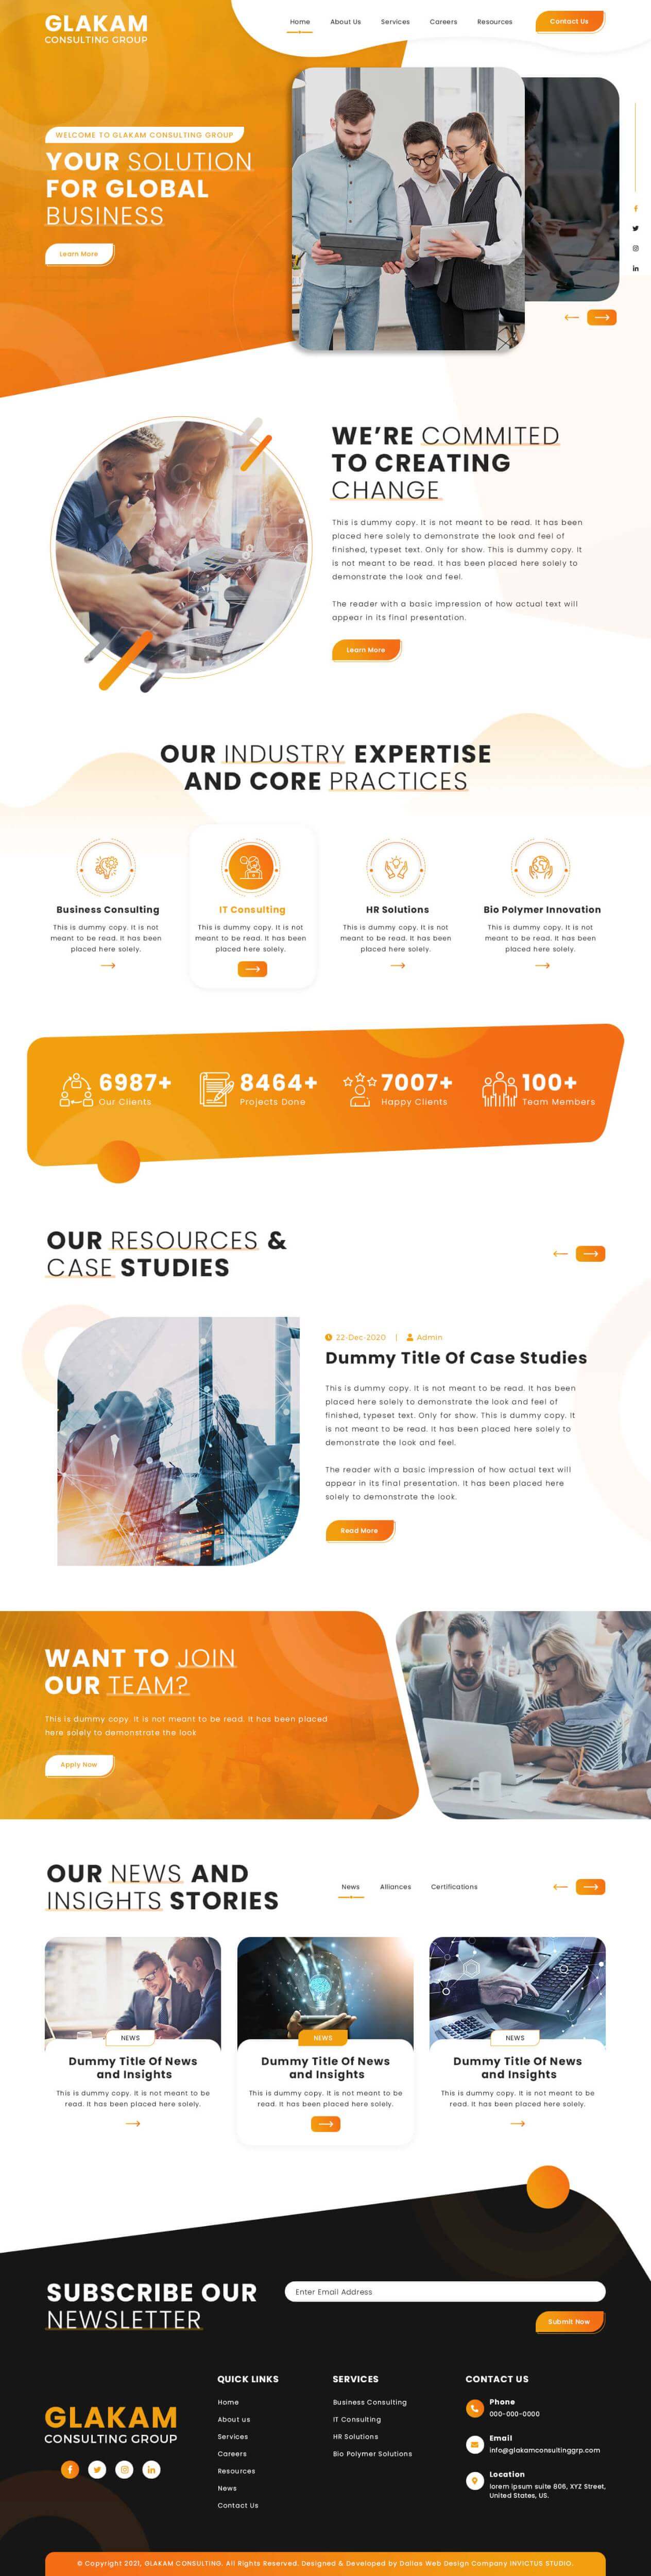 GLAKAM
CONSULTING GROUP
Home
About Us
Services
Careers
Resources
Contact Us
WELCOME TO GLAKAM CONSULTING GROUP
YOUR SOLUTION
FOR GLOBAL
BUSINESS
Learn More
WE'RE COMMITED
TO CREATING
CHANGE
This is dummy copy. It is not meant to be read. It has been
placed here solely to demonstrate the look and feel of
finished, typeset text. Only for show. This is dummy copy. It
is not meant to be read. It has been placed here solely to
demonstrate the look and feel.
The reader with a basic impression of how actual text will
appear in its final presentation.
Learn More
OUR INDUSTRY EXPERTISE
AND CORE PRACTICES
Business Consulting
This is dummy copy. It is not
meant to be read. It has been
placed here solely.
IT Consulting
This is dummy copy. It is not
meant to be read. It has been
placed here solely.
HR Solutions
This is dummy copy. It is not
meant to be read. It has been
placed here solely.
Bio Polymer Innovation
This is dummy copy. It is not
meant to be read. It has been
placed here solely.
6987+
Our Clients
8464+
Projects Done
7007+
Happy Clients
100+
Team Members
OUR RESOURCES &
CASE STUDIES
22-Dec-2020 | Admin
Dummy Title Of Case Studies
This is dummy copy. It is not meant to be read. It has been
placed here solely to demonstrate the look and feel of
finished, typeset text. Only for show. This is dummy copy. It
is not meant to be read. It has been placed here solely to
demonstrate the look and feel.
The reader with a basic impression of how actual text will
appear in its final presentation. It has been placed here
solely to demonstrate the look.
Read More
WANT TO JOIN
OUR TEAM?
This is dummy copy. It is not meant to be read. It has been placed
here solely to demonstrate the look
Apply Now
OUR NEWS AND
INSIGHTS STORIES
News
Alliances
Certifications
NEWS
Dummy Title Of News
and Insights
This is dummy copy. It is not meant to be
read. It has been placed here solely.
NEWS
Dummy Title Of News
and Insights
This is dummy copy. It is not meant to be
read. It has been placed here solely.
NEWS
Dummy Title Of News
and Insights
This is dummy copy. It is not meant to be
read. It has been placed here solely.
SUBSCRIBE OUR
NEWSLETTER
Enter Email Address
Submit Now
GLAKAM
CONSULTING GROUP
QUICK LINKS
Home
About us
Services
Careers
Resources
News
Contact Us
SERVICES
Business Consulting
IT Consulting
HR Solutions
Bio Polymer Solutions
CONTACT US
Phone
000-000-0000
Email
info@glakamconsultinggrp.com
Location
lorem ipsum suite 806, XYZ Street,
United States, US.
© Copyright 2021, GLAKAM CONSULTING. All Rights Reserved. Designed & Developed by Dallas Web Design Company INVICTUS STUDIO.